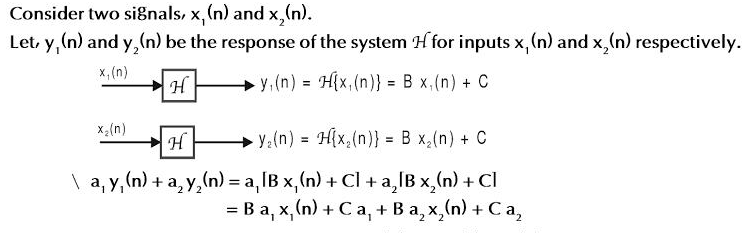 Consider two signals, x₁(n) and x₂(n).
Let, y₁(n) and y₂(n) be the response of the system ℋ for inputs x₁(n) and x₂(n) respectively.
x₁(n)
ℋ
y₁(n) = ℋ{x₁(n)} = B x₁(n) + C
x₂(n)
ℋ
y₂(n) = ℋ{x₂(n)} = B x₂(n) + C
\ a₁ y₁(n) + a₂ y₂(n) = a₁ [B x₁(n) + C] + a₂ [B x₂(n) + C]
= B a₁ x₁(n) + C a₁ + B a₂ x₂(n) + C a₂